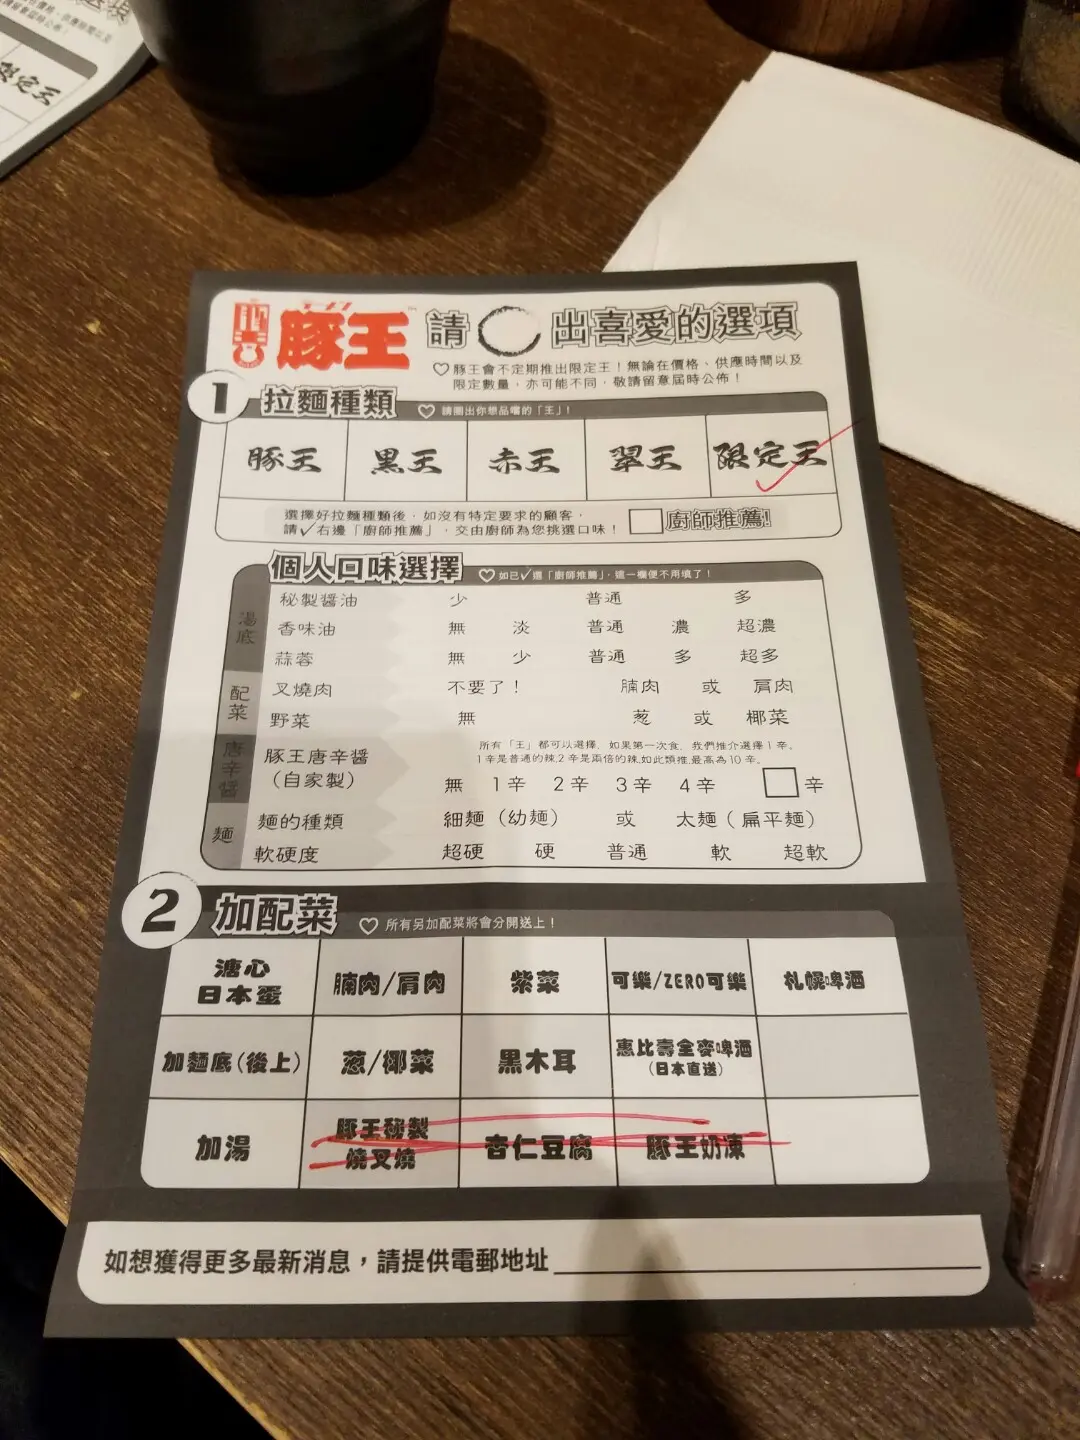 限定王
ラーメン
豚王 請 出喜愛的選項
♡豚王會不定期推出限定王！無論在價格、供應時間以及
限定數量，亦可能不同，敬請留意屆時公佈！
1 拉麵種類 ♡請圈出你想品嚐的「王」！
豚王 黒王 赤王 翠王 限定王
選擇好拉麵種類後，如沒有特定要求的顧客，
請✓右邊「廚師推薦」，交由廚師為您挑選口味！ □廚師推薦!
個人口味選擇 ♡如已✓選「廚師推薦」，這一欄便不用填了！
湯底
秘製醬油 少 普通 多
香味油 無 淡 普通 濃 超濃
蒜蓉 無 少 普通 多 超多
配菜
叉燒肉 不要了！ 腩肉 或 肩肉
野菜 無 葱 或 椰菜
唐辛醬
豚王唐辛醬
（自家製）
所有「王」都可以選擇，如果第一次食，我們推介選擇1辛。
1辛是普通的辣,2辛是兩倍的辣,如此類推,最高為10辛。
無 1辛 2辛 3辛 4辛 □辛
麵
麵的種類 細麵（幼麵） 或 太麵（扁平麵）
軟硬度 超硬 硬 普通 軟 超軟
2 加配菜 ♡所有另加配菜將會分開送上！
溏心
日本蛋
腩肉/肩肉 紫菜 可樂/ZERO可樂 札幌啤酒
加麵底(後上) 葱/椰菜 黑木耳 惠比壽全麥啤酒
(日本直送)
加湯
豚王秘製
燒叉燒
杏仁豆腐 豚王奶凍
如想獲得更多最新消息，請提供電郵地址